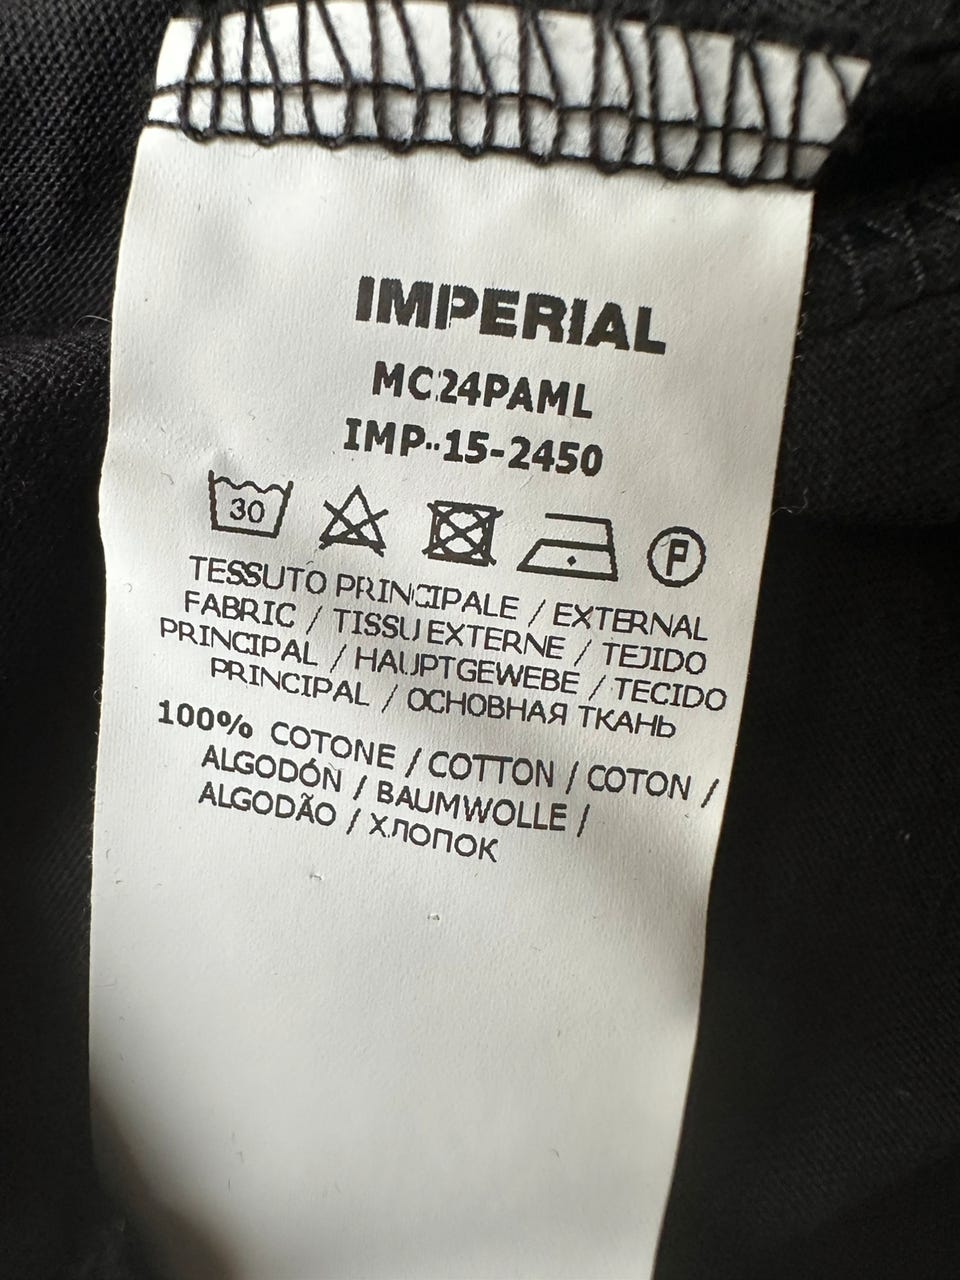 IMPERIAL
MC24PAML
IMP-15-2450
30 P
TESSUTO PRINCIPALE / EXTERNAL
FABRIC / TISSU EXTERNE / TEJIDO
PRINCIPAL / HAUPTGEWEBE / TECIDO
PRINCIPAL / ОСНОВНАЯ ТКАНЬ
100% COTONE / COTTON / COTON /
ALGODÓN / BAUMWOLLE /
ALGODÃO / ХЛОПОК